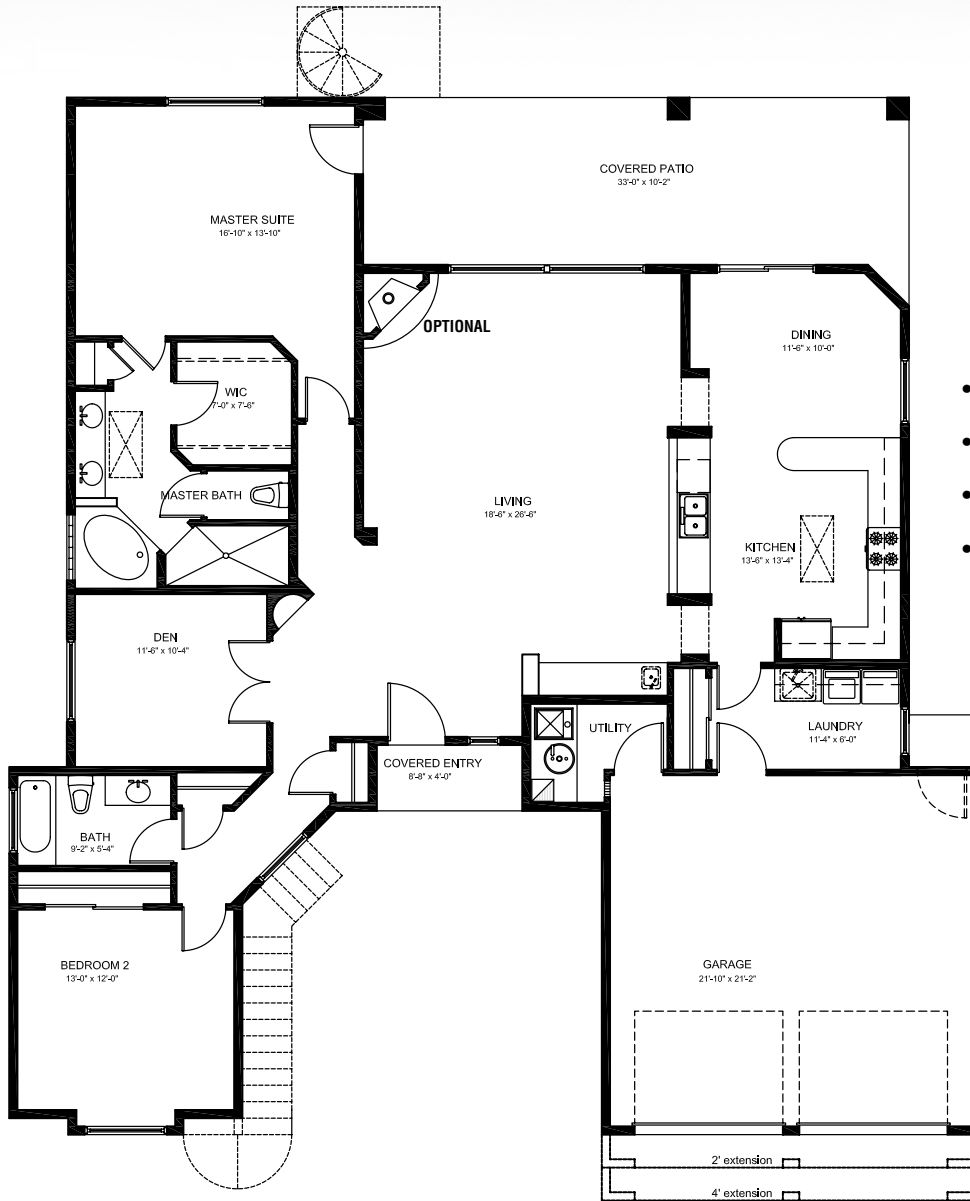 COVERED PATIO
33'-0" x 10'-2"
MASTER SUITE
16'-10" x 13'-10"
OPTIONAL
DINING
11'-6" x 10'-0"
WIC
7'-0" x 7'-6"
MASTER BATH
LIVING
18'-6" x 26'-6"
KITCHEN
13'-6" x 13'-4"
DEN
11'-6" x 10'-4"
UTILITY
LAUNDRY
11'-4" x 6'-0"
COVERED ENTRY
8'-8" x 4'-0"
BATH
9'-2" x 5'-4"
BEDROOM 2
13'-0" x 12'-0"
GARAGE
21'-10" x 21'-2"
2' extension
4' extension